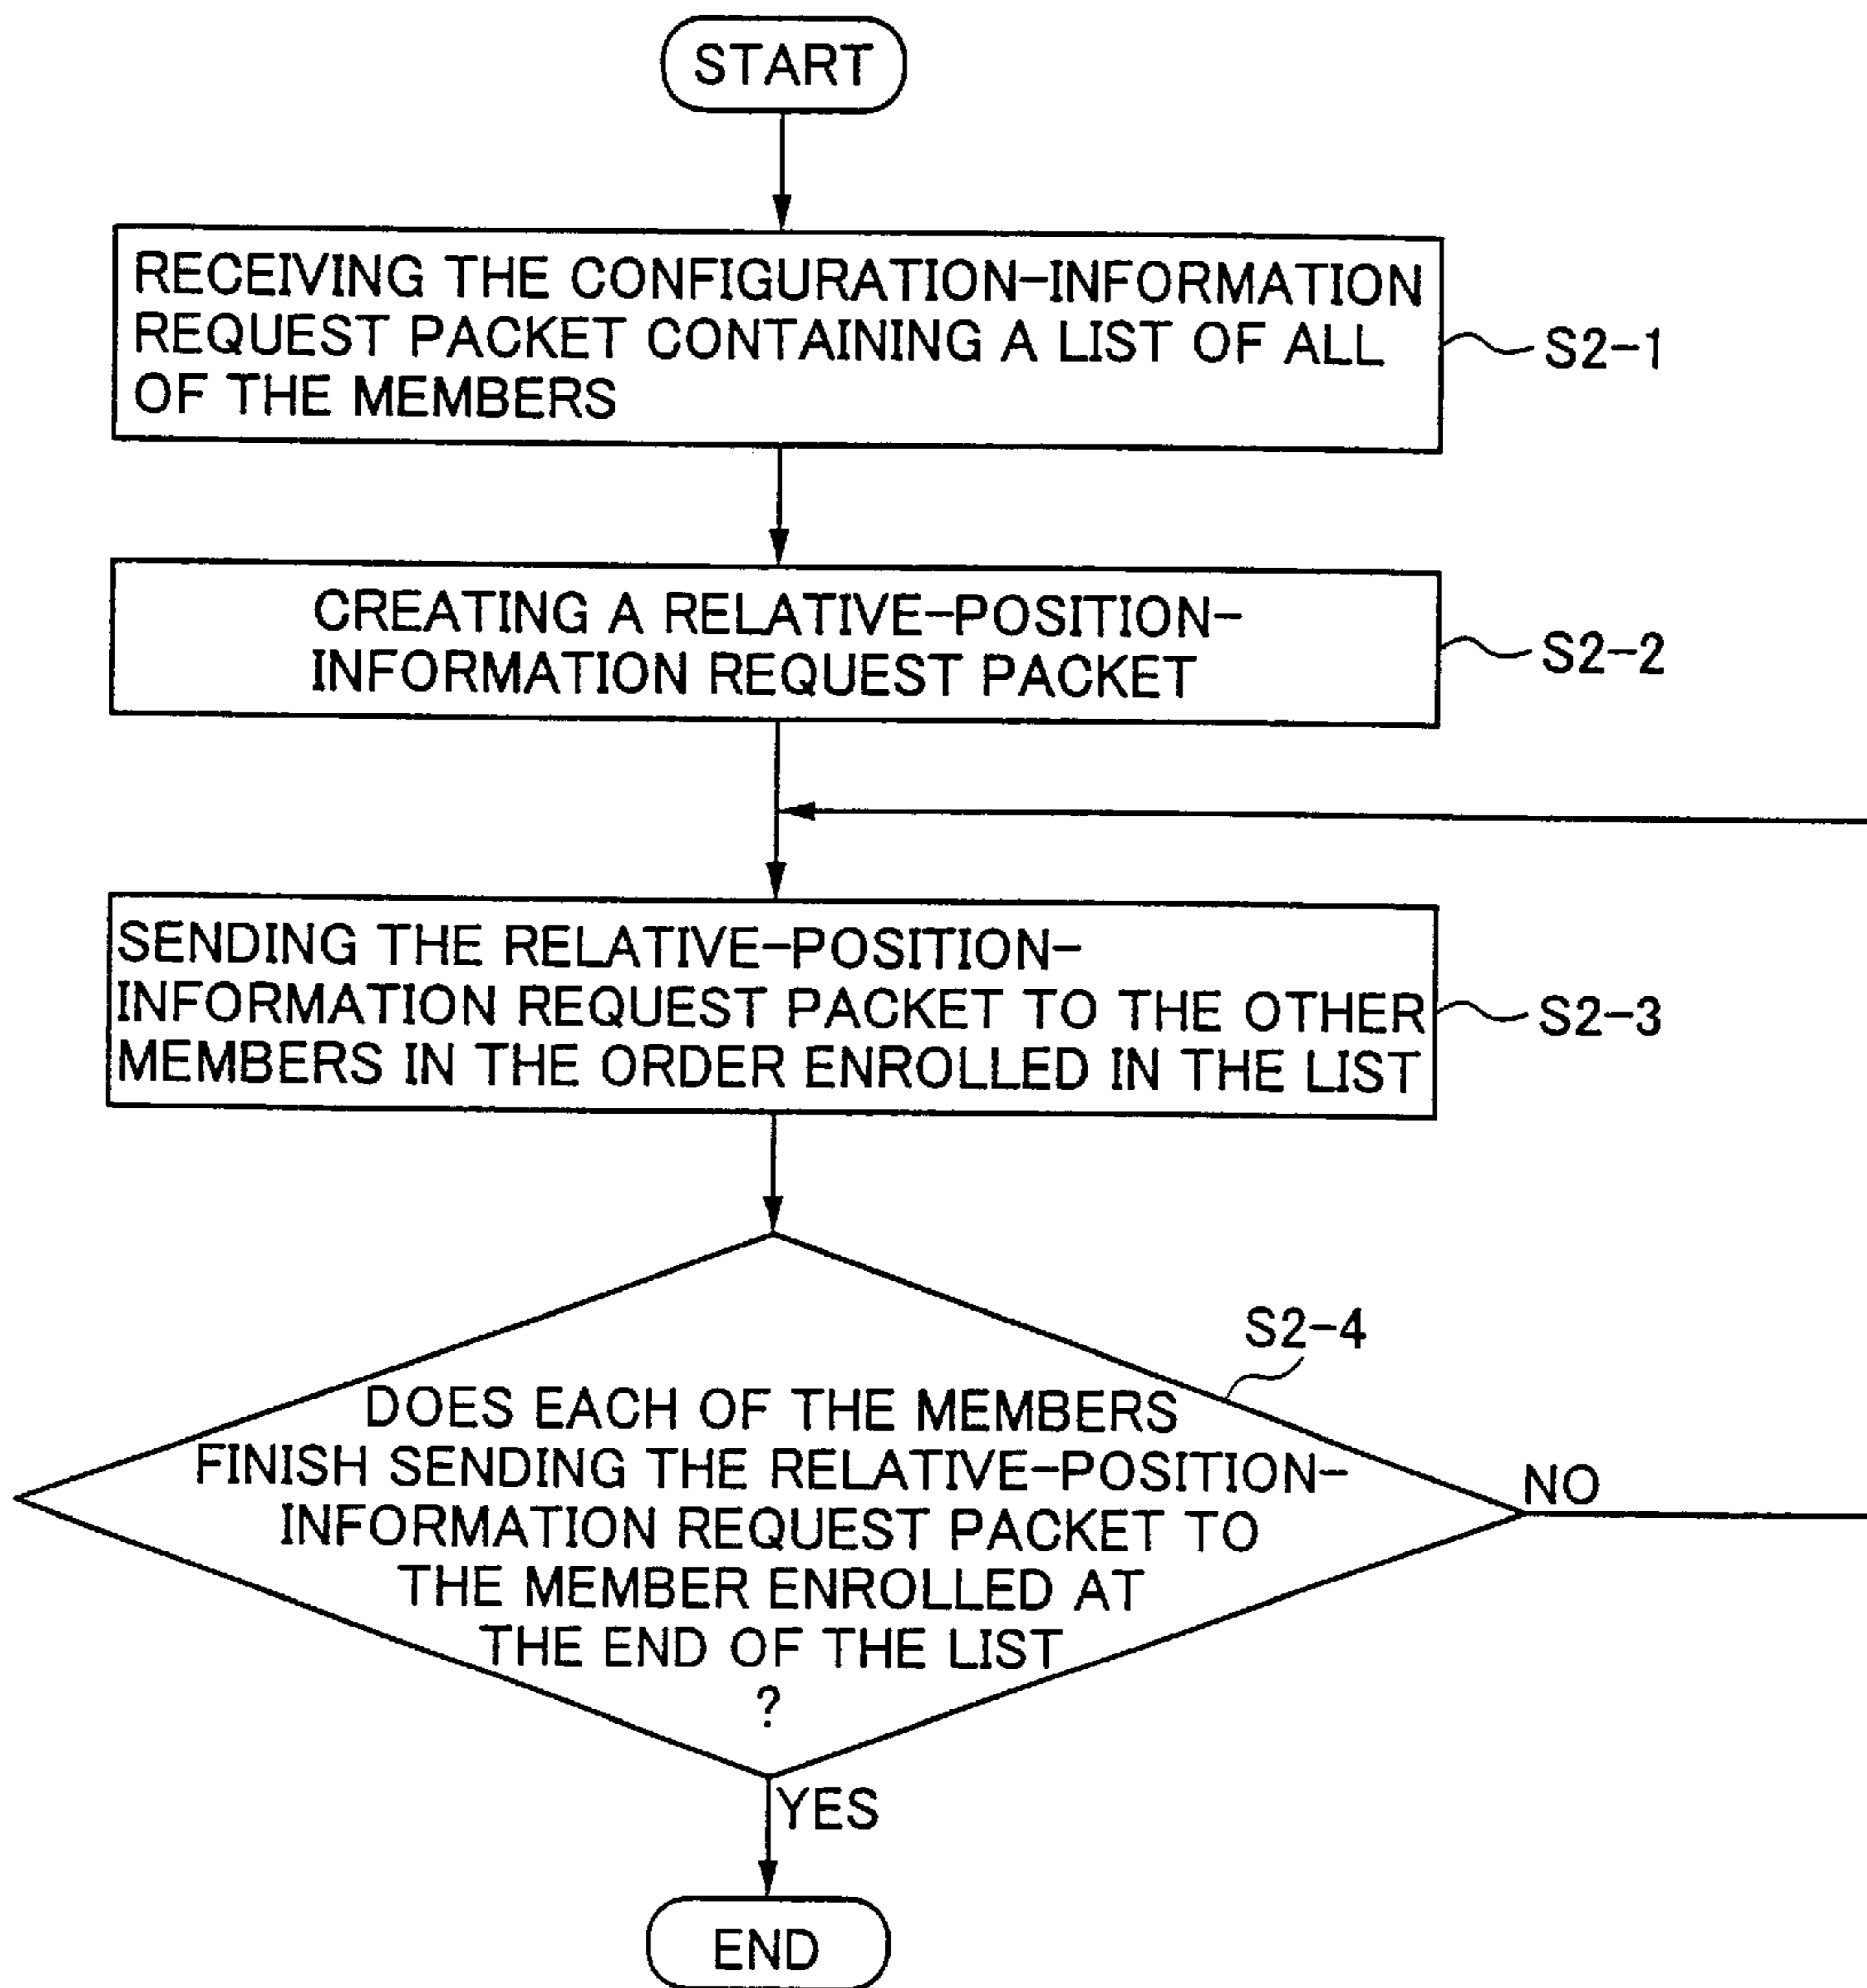 START
RECEIVING THE CONFIGURATION-INFORMATION
REQUEST PACKET CONTAINING A LIST OF ALL
OF THE MEMBERS
S2-1
CREATING A RELATIVE-POSITION-
INFORMATION REQUEST PACKET
S2-2
SENDING THE RELATIVE-POSITION-
INFORMATION REQUEST PACKET TO THE OTHER
MEMBERS IN THE ORDER ENROLLED IN THE LIST
S2-3
S2-4
DOES EACH OF THE MEMBERS
FINISH SENDING THE RELATIVE-POSITION-
INFORMATION REQUEST PACKET TO
THE MEMBER ENROLLED AT
THE END OF THE LIST
?
NO
YES
END